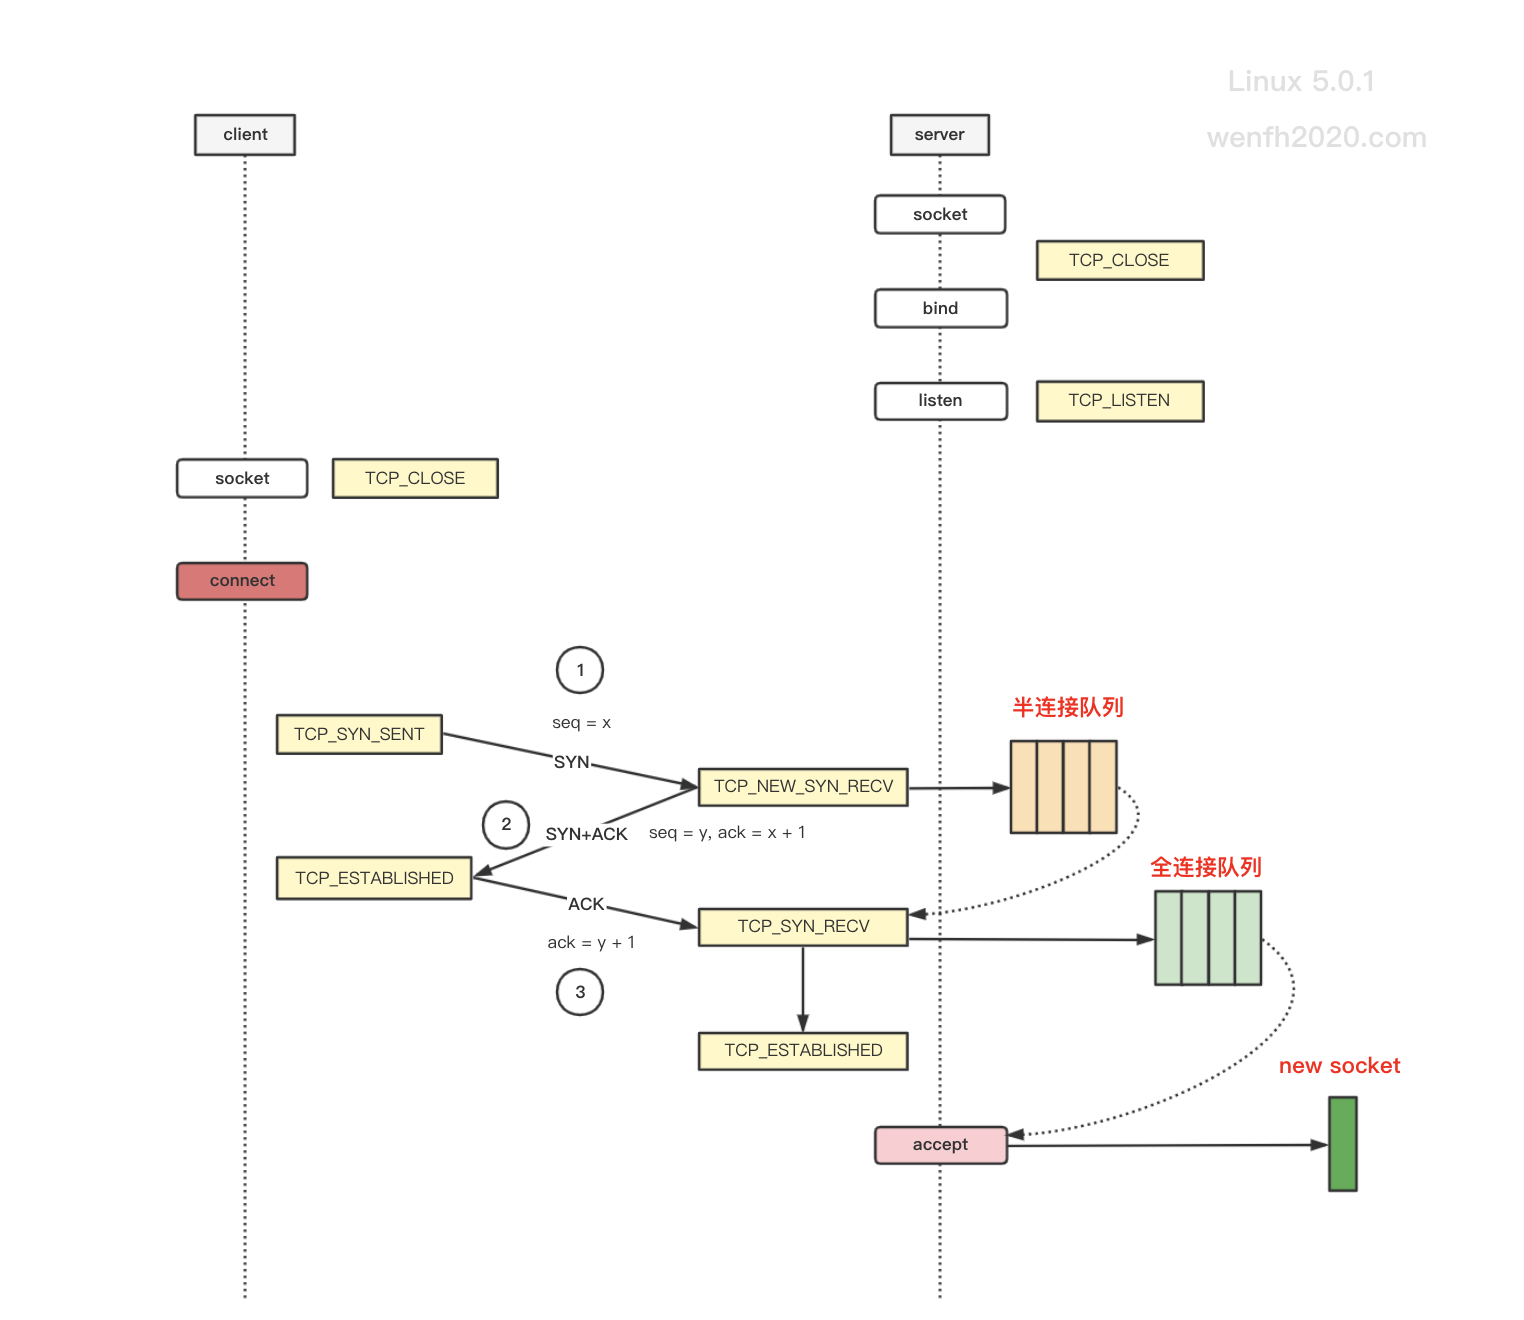 Linux 5.0.1
wenfh2020.com
client
server
socket
TCP_CLOSE
bind
listen
TCP_LISTEN
socket
TCP_CLOSE
connect
1
seq = x
SYN
TCP_SYN_SENT
TCP_NEW_SYN_RECV
半连接队列
2
SYN+ACK
seq = y, ack = x + 1
TCP_ESTABLISHED
全连接队列
ACK
ack = y + 1
TCP_SYN_RECV
3
TCP_ESTABLISHED
new socket
accept